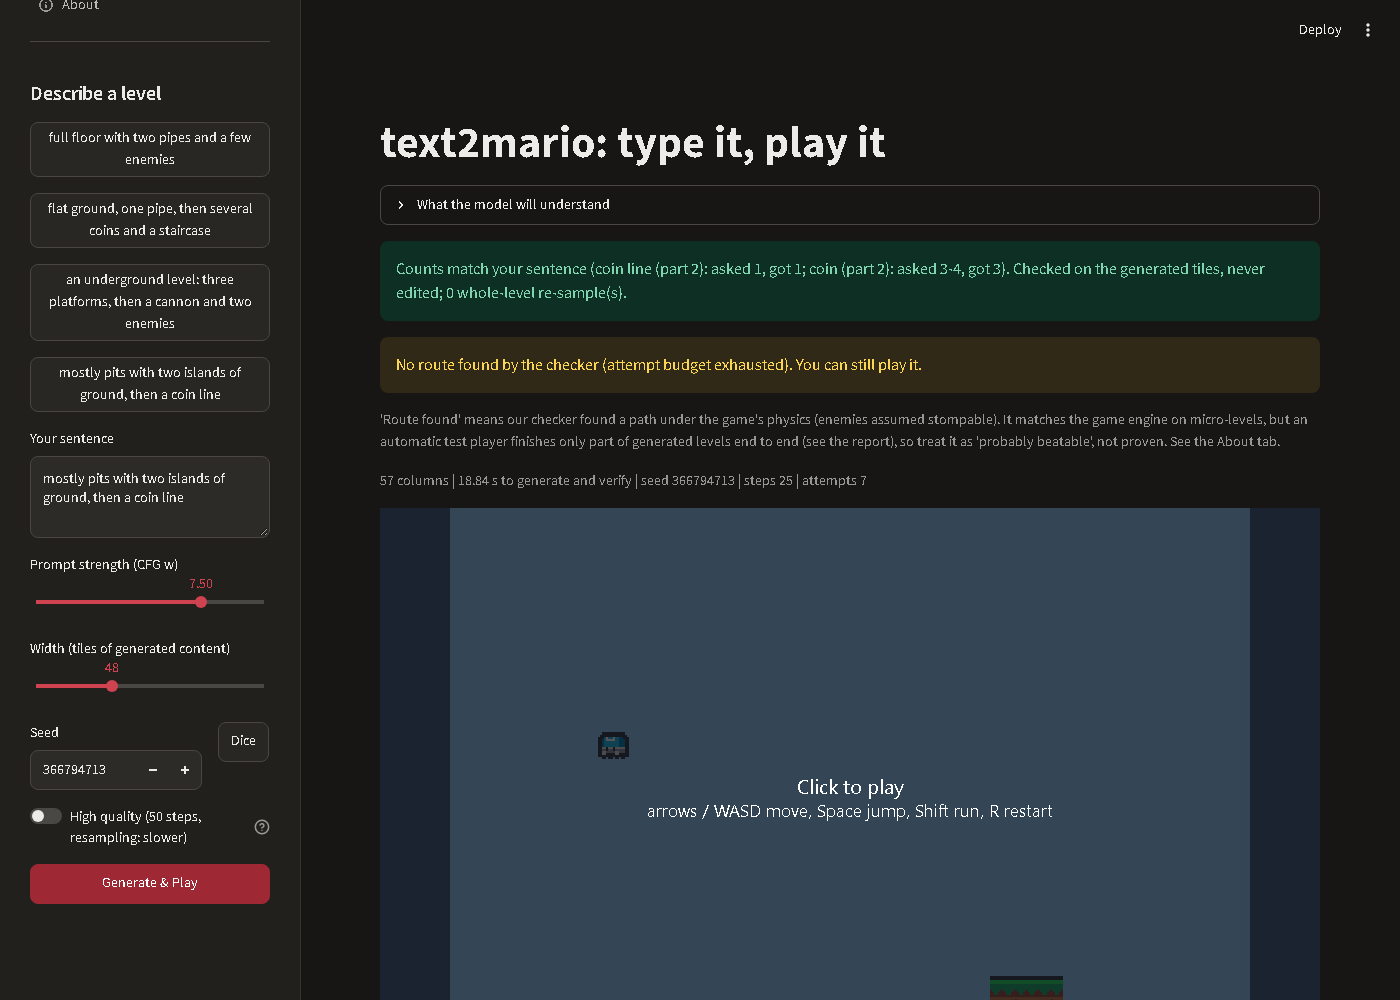 About
Describe a level
full floor with two pipes and a few
enemies
flat ground, one pipe, then several
coins and a staircase
an underground level: three
platforms, then a cannon and two
enemies
mostly pits with two islands of
ground, then a coin line
Your sentence
mostly pits with two islands of
ground, then a coin line
Prompt strength (CFG w)
7.50
Width (tiles of generated content)
48
Seed
366794713
Dice
High quality (50 steps,
resampling; slower)
Generate & Play
Deploy
text2mario: type it, play it
What the model will understand
Counts match your sentence (coin line (part 2): asked 1, got 1; coin (part 2): asked 3-4, got 3). Checked on the generated tiles, never
edited; 0 whole-level re-sample(s).
No route found by the checker (attempt budget exhausted). You can still play it.
'Route found' means our checker found a path under the game's physics (enemies assumed stompable). It matches the game engine on micro-levels, but an
automatic test player finishes only part of generated levels end to end (see the report), so treat it as 'probably beatable', not proven. See the About tab.
57 columns | 18.84 s to generate and verify | seed 366794713 | steps 25 | attempts 7
Click to play
arrows / WASD move, Space jump, Shift run, R restart